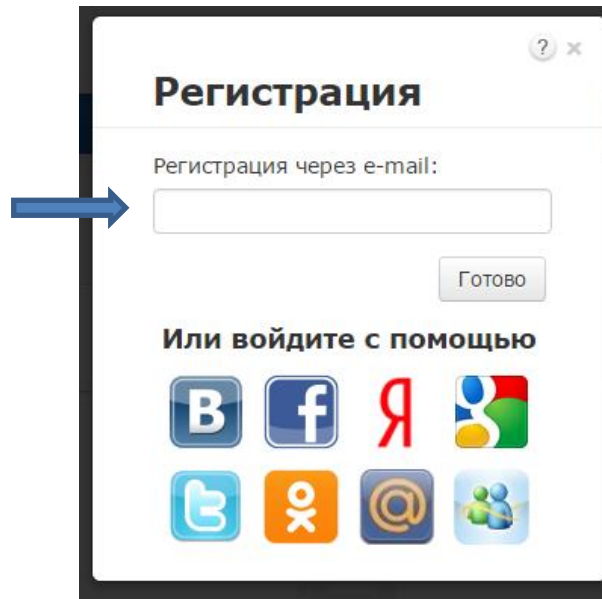 ?
Регистрация
Регистрация через e-mail:
Готово
Или войдите с помощью
В f Я g
t @